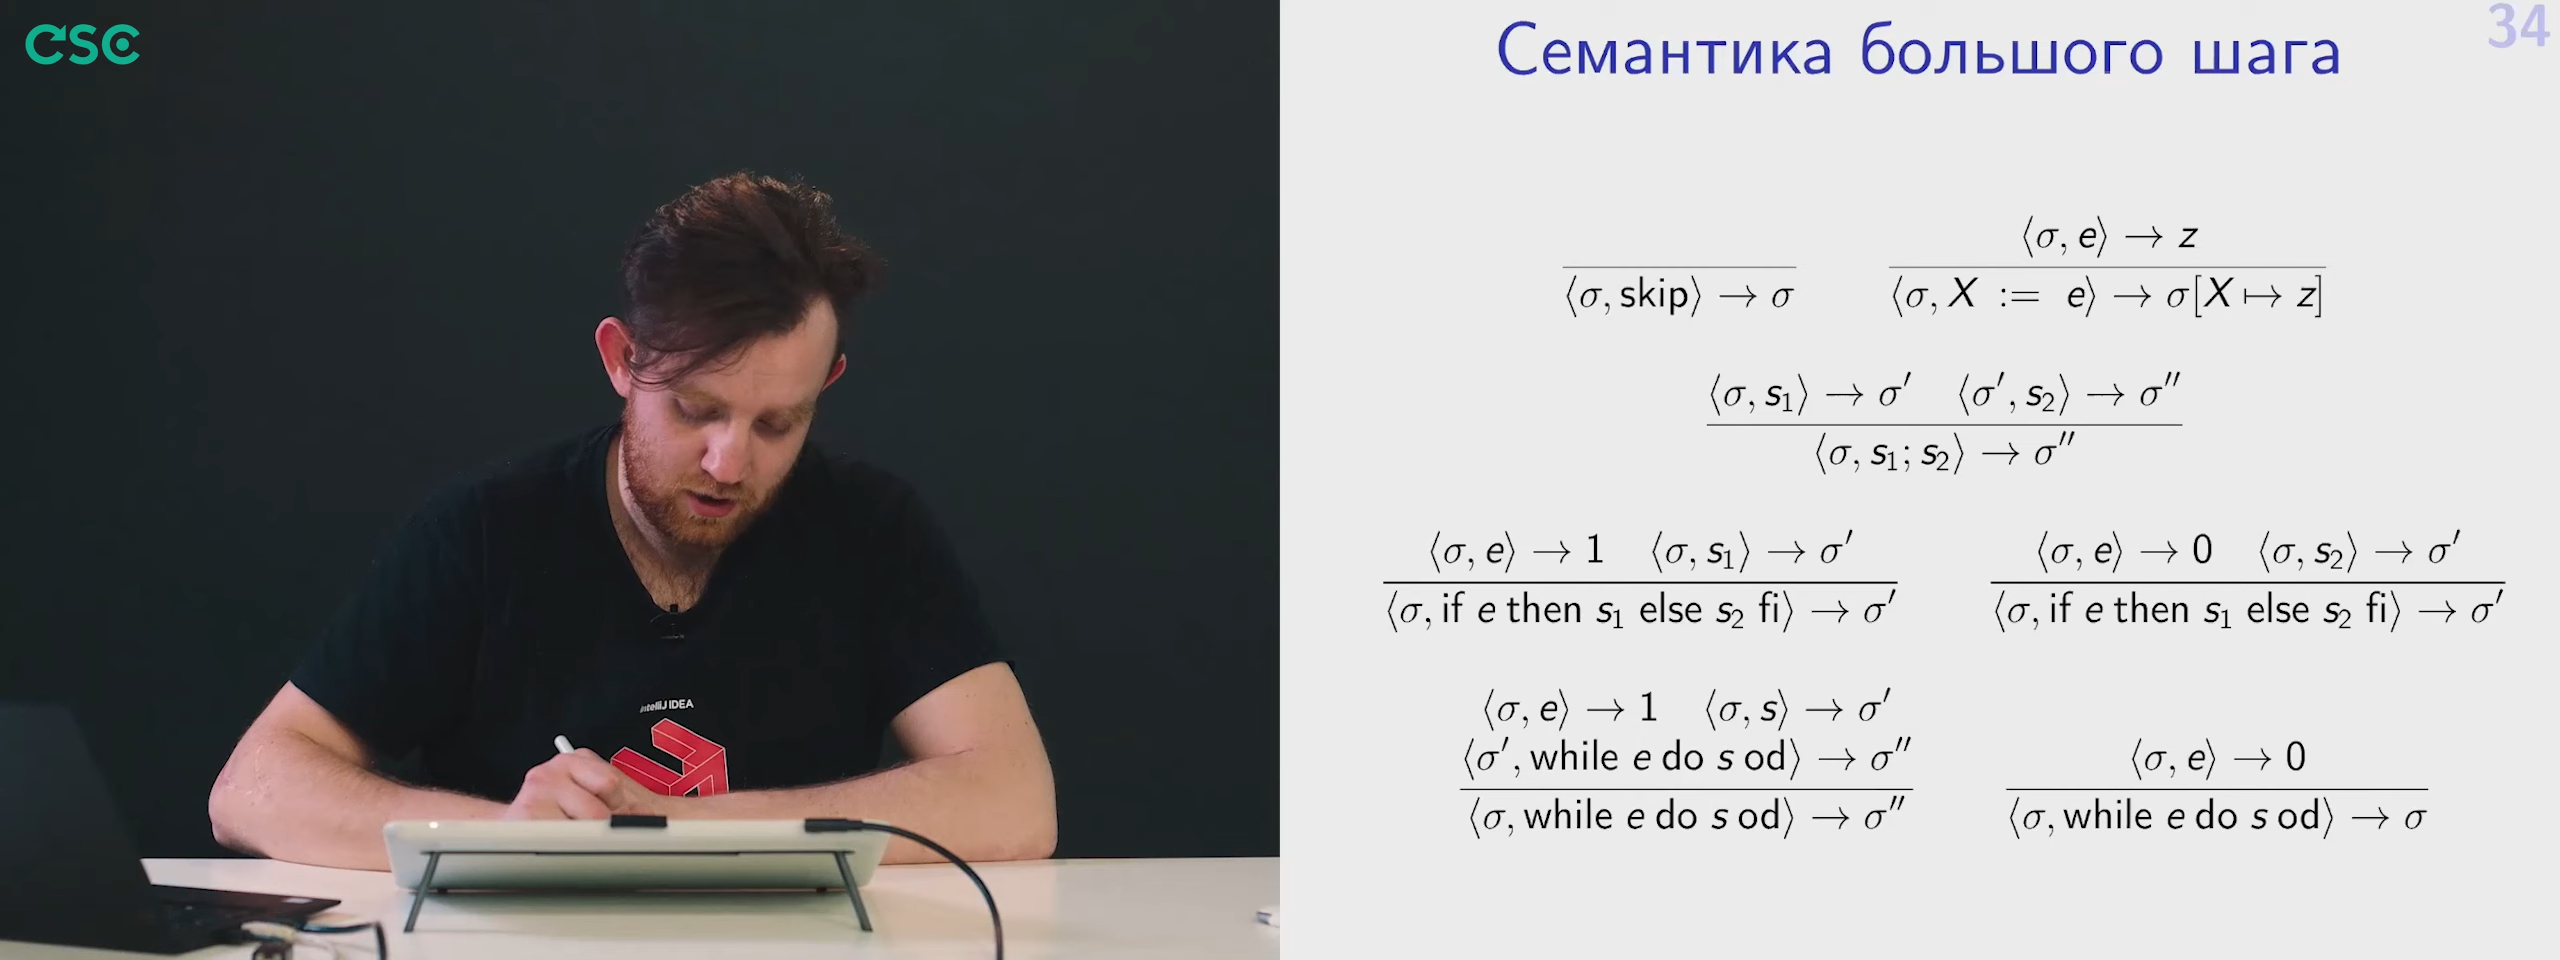 CSC
34
Семантика большого шага
⟨σ, e⟩ → z
⟨σ, skip⟩ → σ
⟨σ, X := e⟩ → σ[X ↦ z]
⟨σ, s₁⟩ → σ′ ⟨σ′, s₂⟩ → σ″
⟨σ, s₁; s₂⟩ → σ″
⟨σ, e⟩ → 1 ⟨σ, s₁⟩ → σ′
⟨σ, if e then s₁ else s₂ fi⟩ → σ′
⟨σ, e⟩ → 0 ⟨σ, s₂⟩ → σ′
⟨σ, if e then s₁ else s₂ fi⟩ → σ′
⟨σ, e⟩ → 1 ⟨σ, s⟩ → σ′
⟨σ′, while e do s od⟩ → σ″
⟨σ, while e do s od⟩ → σ″
⟨σ, e⟩ → 0
⟨σ, while e do s od⟩ → σ
IntelliJ IDEA